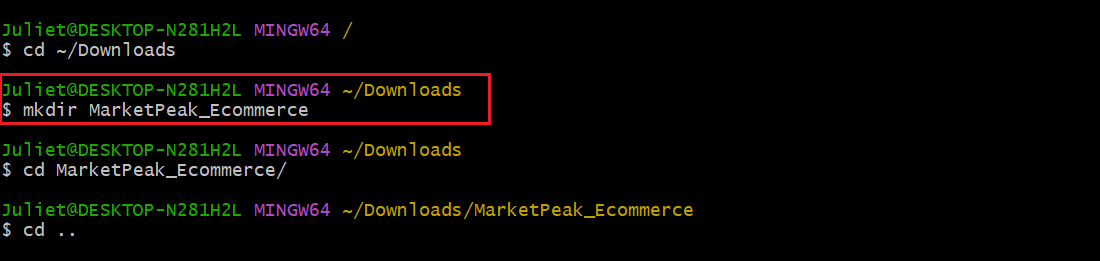 Juliet@DESKTOP-N281H2L MINGW64 /
$ cd ~/Downloads
Juliet@DESKTOP-N281H2L MINGW64 ~/Downloads
$ mkdir MarketPeak_Ecommerce
Juliet@DESKTOP-N281H2L MINGW64 ~/Downloads
$ cd MarketPeak_Ecommerce/
Juliet@DESKTOP-N281H2L MINGW64 ~/Downloads/MarketPeak_Ecommerce
$ cd ..